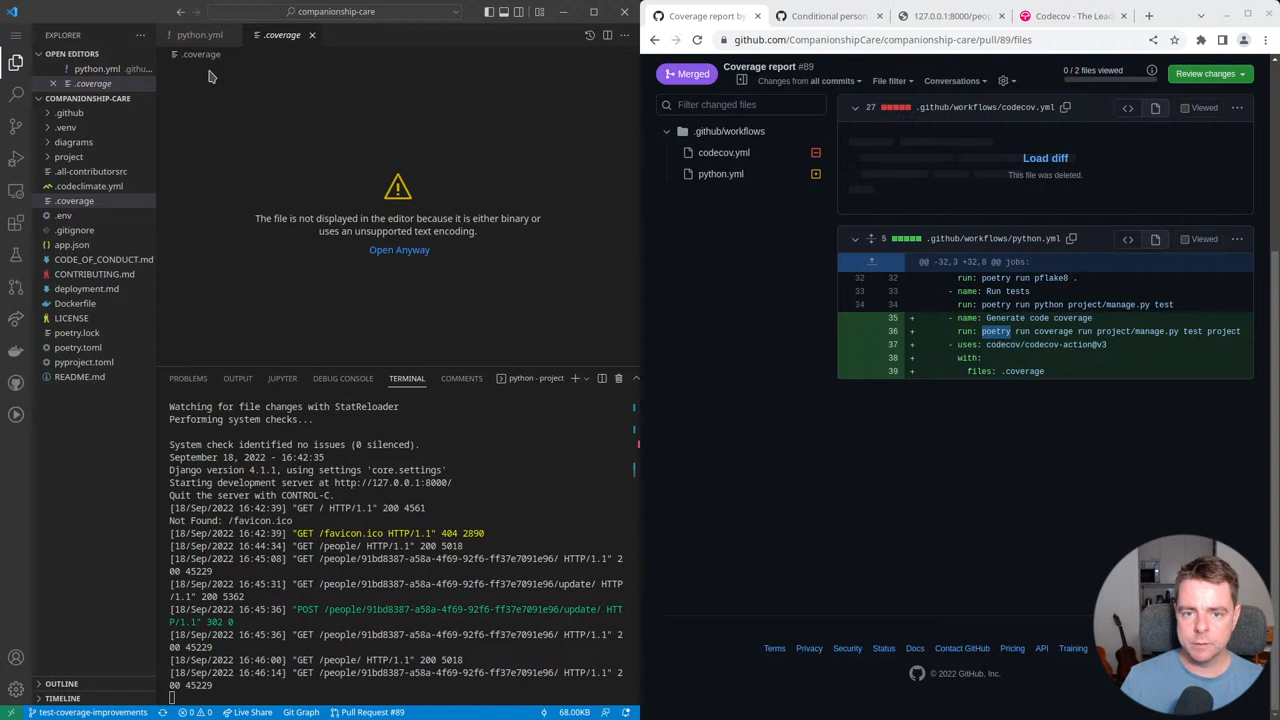 companionship-care
EXPLORER
OPEN EDITORS
python.yml .githu...
.coverage
COMPANIONSHIP-CARE
.github
.venv
diagrams
project
.all-contributorsrc
.codeclimate.yml
.coverage
.env
.gitignore
app.json
CODE_OF_CONDUCT.md
CONTRIBUTING.md
deployment.md
Dockerfile
LICENSE
poetry.lock
poetry.toml
pyproject.toml
README.md
OUTLINE
TIMELINE
python.yml
.coverage
.coverage
The file is not displayed in the editor because it is either binary or
uses an unsupported text encoding.
Open Anyway
PROBLEMS OUTPUT JUPYTER DEBUG CONSOLE TERMINAL COMMENTS python - project
Watching for file changes with StatReloader
Performing system checks...
System check identified no issues (0 silenced).
September 18, 2022 - 16:42:35
Django version 4.1.1, using settings 'core.settings'
Starting development server at http://127.0.0.1:8000/
Quit the server with CONTROL-C.
[18/Sep/2022 16:42:39] "GET / HTTP/1.1" 200 4561
Not Found: /favicon.ico
[18/Sep/2022 16:42:39] "GET /favicon.ico HTTP/1.1" 404 2890
[18/Sep/2022 16:44:34] "GET /people/ HTTP/1.1" 200 5018
[18/Sep/2022 16:45:08] "GET /people/91bd8387-a58a-4f69-92f6-ff37e7091e96/ HTTP/1.1" 2
00 45229
[18/Sep/2022 16:45:31] "GET /people/91bd8387-a58a-4f69-92f6-ff37e7091e96/update/ HTTP
/1.1" 200 5362
[18/Sep/2022 16:45:36] "POST /people/91bd8387-a58a-4f69-92f6-ff37e7091e96/update/ HTT
P/1.1" 302 0
[18/Sep/2022 16:45:36] "GET /people/91bd8387-a58a-4f69-92f6-ff37e7091e96/ HTTP/1.1" 2
00 45229
[18/Sep/2022 16:46:00] "GET /people/ HTTP/1.1" 200 5018
[18/Sep/2022 16:46:14] "GET /people/91bd8387-a58a-4f69-92f6-ff37e7091e96/ HTTP/1.1" 2
00 45229
test-coverage-improvements 0 0 Live Share Git Graph Pull Request #89 68.00KB
Coverage report by
Conditional person
127.0.0.1:8000/peop
Codecov - The Lead
github.com/CompanionshipCare/companionship-care/pull/89/files
Merged
Coverage report #89
Changes from all commits File filter Conversations
0 / 2 files viewed
Review changes
Filter changed files
.github/workflows
codecov.yml
python.yml
27 .github/workflows/codecov.yml Viewed
Load diff
This file was deleted.
5 .github/workflows/python.yml Viewed
@@ -32,3 +32,8 @@ jobs:
32 32 run: poetry run pflake8 .
33 33 - name: Run tests
34 34 run: poetry run python project/manage.py test
35 + - name: Generate code coverage
36 + run: poetry run coverage run project/manage.py test project
37 + - uses: codecov/codecov-action@v3
38 + with:
39 + files: .coverage
Terms Privacy Security Status Docs Contact GitHub Pricing API Training
© 2022 GitHub, Inc.